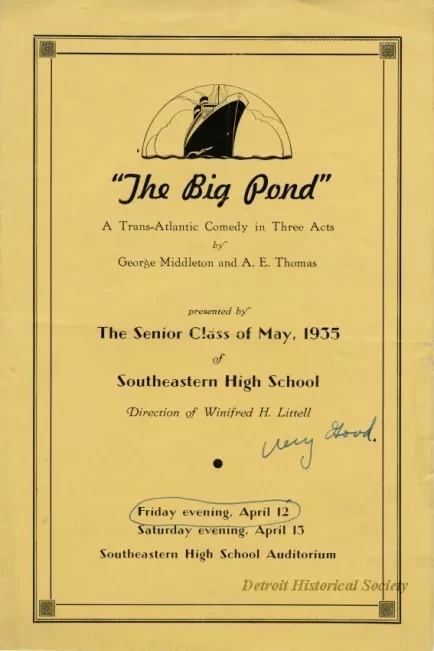 "The Big Pond"
A Trans-Atlantic Comedy in Three Acts
by
George Middleton and A. E. Thomas
presented by
The Senior Class of May, 1935
of
Southeastern High School
Direction of Winifred H. Littell
Very Good.
Friday evening, April 12
Saturday evening, April 13
Southeastern High School Auditorium
Detroit Historical Society